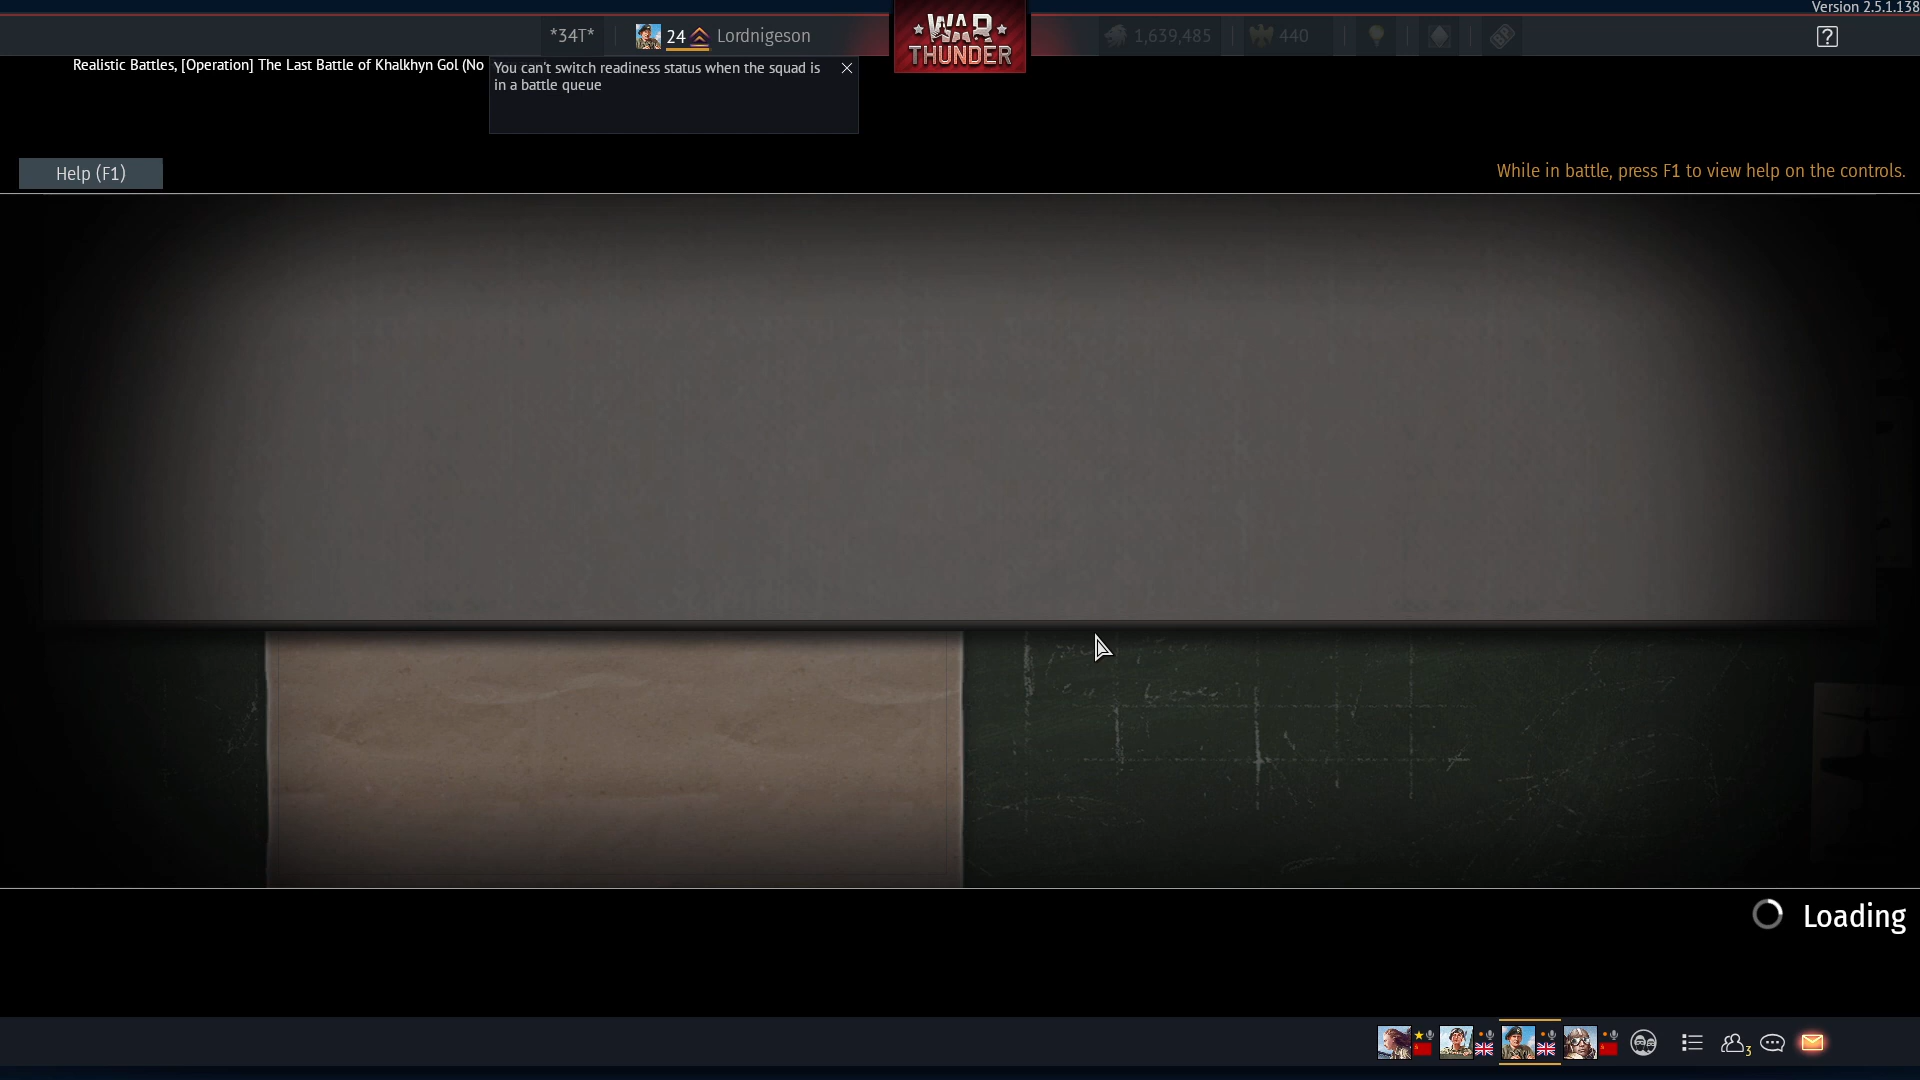 Version 2.5.1.138
*34T*
24 Lordnigeson
WAR
THUNDER
1,639,485
440
Realistic Battles, [Operation] The Last Battle of Khalkhyn Gol (No
You can't switch readiness status when the squad is
in a battle queue
Help (F1)
While in battle, press F1 to view help on the controls.
Loading
3